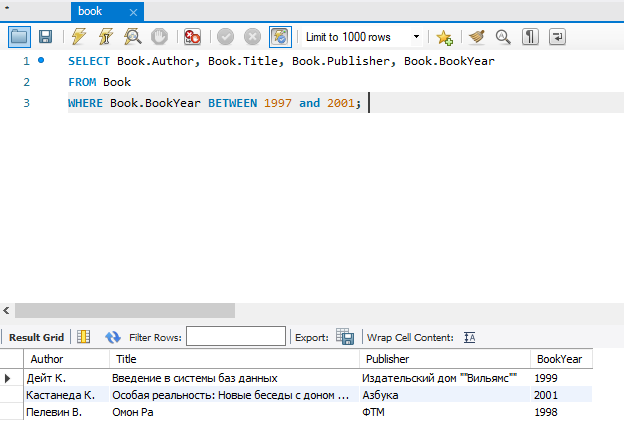 book
Limit to 1000 rows
1 SELECT Book.Author, Book.Title, Book.Publisher, Book.BookYear
2 FROM Book
3 WHERE Book.BookYear BETWEEN 1997 and 2001;
Result Grid Filter Rows: Export: Wrap Cell Content:
Author Title Publisher BookYear
Дейт К. Введение в системы баз данных Издательский дом ""Вильямс"" 1999
Кастанеда К. Особая реальность: Новые беседы с доном ... Азбука 2001
Пелевин В. Омон Ра ФТМ 1998